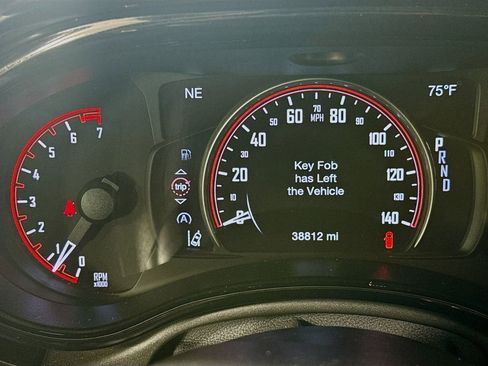 NE
75°F
0
1
2
3
4
5
6
7
RPM
x1000
trip
A
0
20
30
40
50
60
70
MPH
80
90
100
110
120
130
140
Key Fob
has Left
the Vehicle
38812 mi
P
R
N
D